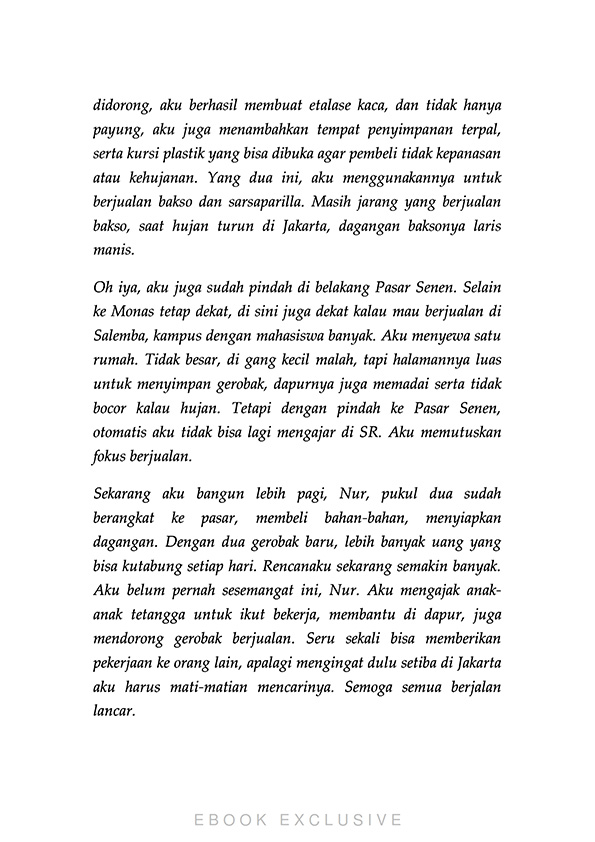 didorong, aku berhasil membuat etalase kaca, dan tidak hanya
payung, aku juga menambahkan tempat penyimpanan terpal,
serta kursi plastik yang bisa dibuka agar pembeli tidak kepanasan
atau kehujanan. Yang dua ini, aku menggunakannya untuk
berjualan bakso dan sarsaparilla. Masih jarang yang berjualan
bakso, saat hujan turun di Jakarta, dagangan baksonya laris
manis.
Oh iya, aku juga sudah pindah di belakang Pasar Senen. Selain
ke Monas tetap dekat, di sini juga dekat kalau mau berjualan di
Salemba, kampus dengan mahasiswa banyak. Aku menyewa satu
rumah. Tidak besar, di gang kecil malah, tapi halamannya luas
untuk menyimpan gerobak, dapurnya juga memadai serta tidak
bocor kalau hujan. Tetapi dengan pindah ke Pasar Senen,
otomatis aku tidak bisa lagi mengajar di SR. Aku memutuskan
fokus berjualan.
Sekarang aku bangun lebih pagi, Nur, pukul dua sudah
berangkat ke pasar, membeli bahan-bahan, menyiapkan
dagangan. Dengan dua gerobak baru, lebih banyak uang yang
bisa kutabung setiap hari. Rencanaku sekarang semakin banyak.
Aku belum pernah sesemangat ini, Nur. Aku mengajak anak-
anak tetangga untuk ikut bekerja, membantu di dapur, juga
mendorong gerobak berjualan. Seru sekali bisa memberikan
pekerjaan ke orang lain, apalagi mengingat dulu setiba di Jakarta
aku harus mati-matian mencarinya. Semoga semua berjalan
lancar.
EBOOK EXCLUSIVE